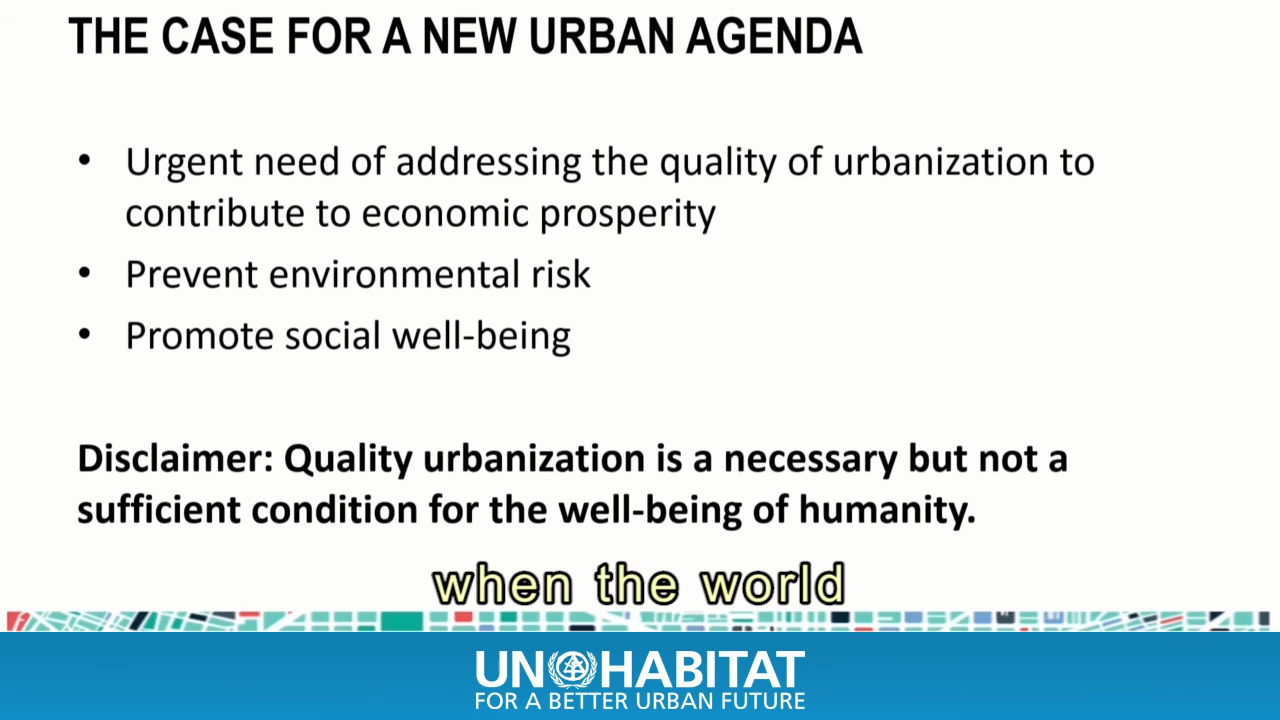 THE CASE FOR A NEW URBAN AGENDA
• Urgent need of addressing the quality of urbanization to
contribute to economic prosperity
• Prevent environmental risk
• Promote social well-being
Disclaimer: Quality urbanization is a necessary but not a
sufficient condition for the well-being of humanity.
when the world
UN HABITAT
FOR A BETTER URBAN FUTURE